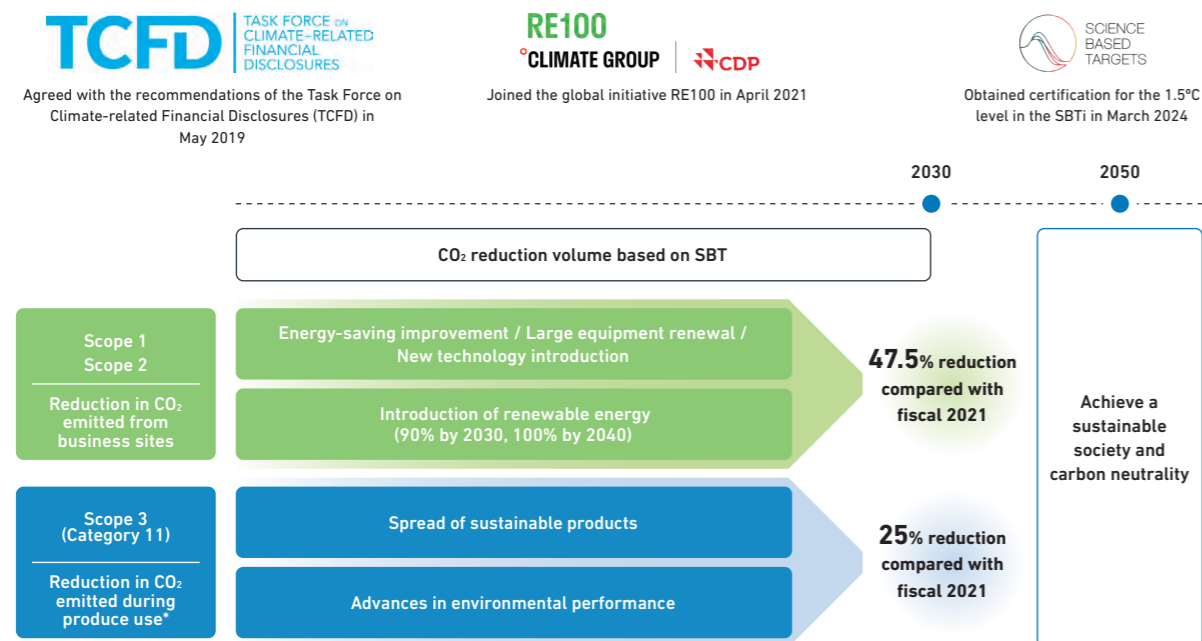 TCFD
TASK FORCE ON
CLIMATE-RELATED
FINANCIAL
DISCLOSURES
Agreed with the recommendations of the Task Force on
Climate-related Financial Disclosures (TCFD) in
May 2019
RE100
°CLIMATE GROUP
CDP
Joined the global initiative RE100 in April 2021
SCIENCE
BASED
TARGETS
Obtained certification for the 1.5°C
level in the SBTi in March 2024
2030
2050
CO₂ reduction volume based on SBT
Scope 1
Scope 2
Reduction in CO₂
emitted from
business sites
Energy-saving improvement / Large equipment renewal /
New technology introduction
Introduction of renewable energy
(90% by 2030, 100% by 2040)
47.5% reduction
compared with
fiscal 2021
Scope 3
(Category 11)
Reduction in CO₂
emitted during
produce use*
Spread of sustainable products
Advances in environmental performance
25% reduction
compared with
fiscal 2021
Achieve a
sustainable
society and
carbon neutrality